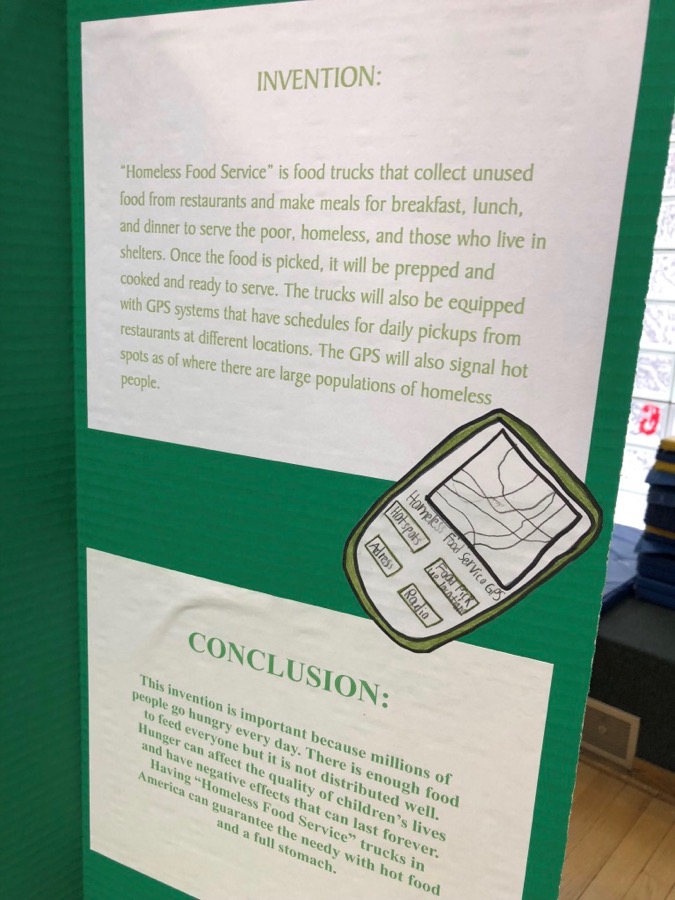 INVENTION:
"Homeless Food Service" is food trucks that collect unused
food from restaurants and make meals for breakfast, lunch,
and dinner to serve the poor, homeless, and those who live in
shelters. Once the food is picked, it will be prepped and
cooked and ready to serve. The trucks will also be equipped
with GPS systems that have schedules for daily pickups from
restaurants at different locations. The GPS will also signal hot
spots as of where there are large populations of homeless
people.
Homeless Food Service GPS
Hotspots
Adress
Food Pick
up location
Radio
CONCLUSION:
This invention is important because millions of
people go hungry every day. There is enough food
to feed everyone but it is not distributed well.
Hunger can affect the quality of children's lives
and have negative effects that can last forever.
Having "Homeless Food Service" trucks in
America can guarantee the needy with hot food
and a full stomach.